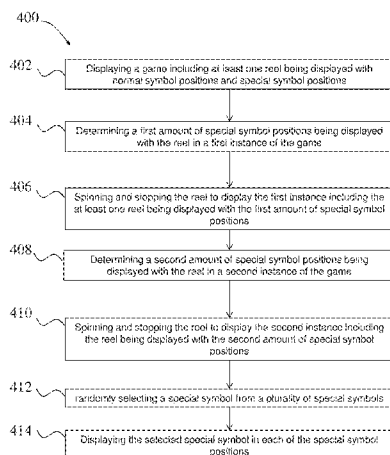 400
402
Displaying a game including at least one reel being displayed with
normal symbol positions and special symbol positions
404
Determining a first amount of special symbol positions being displayed
with the reel in a first instance of the game
406
Spinning and stopping the reel to display the first instance including the
at least one reel being displayed with the first amount of special symbol
positions
408
Determining a second amount of special symbol positions being
displayed with the reel in a second instance of the game
410
Spinning and stopping the reel to display the second instance including
the reel being displayed with the second amount of special symbol
positions
412
randomly selecting a special symbol from a plurality of special symbols
414
Displaying the selected special symbol in each of the special symbol
positions